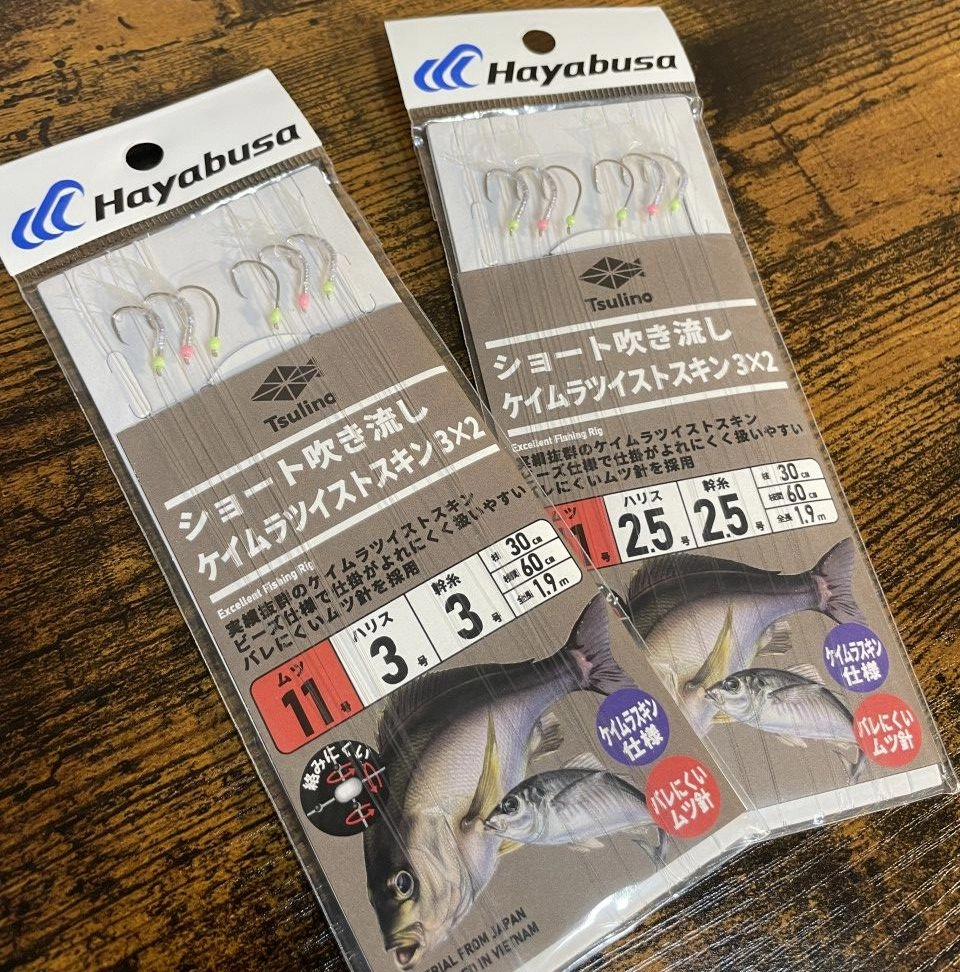 Hayabusa
Tsulino
ショート吹き流し
ケイムラツイストスキン3×2
Excellent Fishing Rig
実績抜群のケイムラツイストスキン
ビーズ仕様で仕掛がよれにくく扱いやすい
バレにくいムツ針を採用
ムツ 11号
ハリス 3号
幹糸 3号
枝 30cm
枝間 60cm
全長 1.9m
絡み止くい
ケイムラスキン
仕様
バレにくい
ムツ針
FROM JAPAN
IN VIETNAM
Hayabusa
Tsulino
ショート吹き流し
ケイムラツイストスキン3×2
Excellent Fishing Rig
実績抜群のケイムラツイストスキン
ーズ仕様で仕掛がよれにくく扱いやすい
にくいムツ針を採用
ハリス 2.5号
幹糸 2.5号
枝 30cm
枝間 60cm
全長 1.9m
ケイムラスキン
仕様
バレにくい
ムツ針